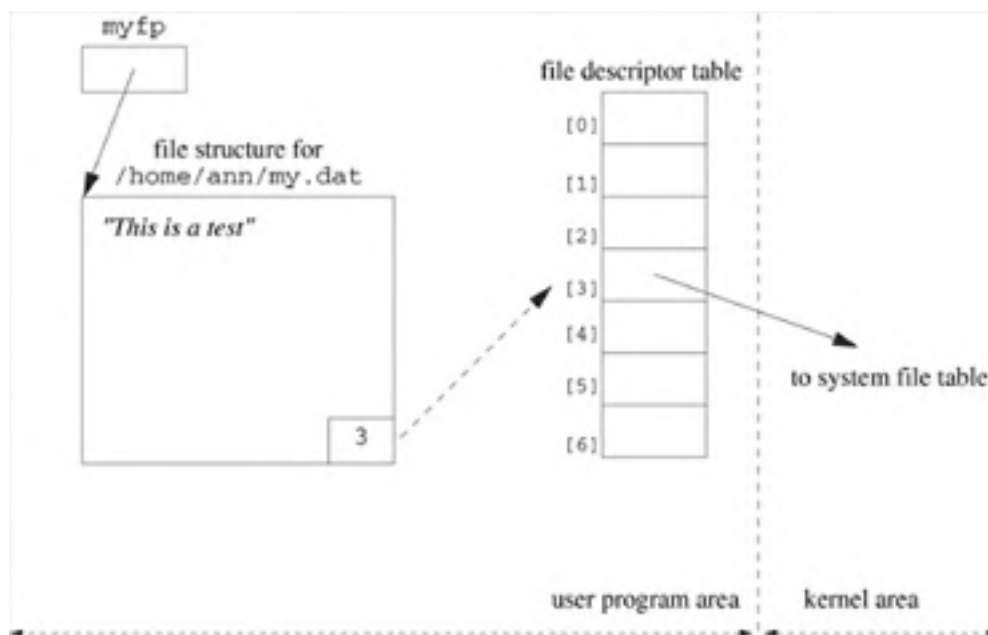 myfp
file descriptor table
[0]
file structure for
/home/ann/my.dat
[1]
"This is a test"
[2]
[3]
[4]
to system file table
[5]
3
[6]
user program area
kernel area